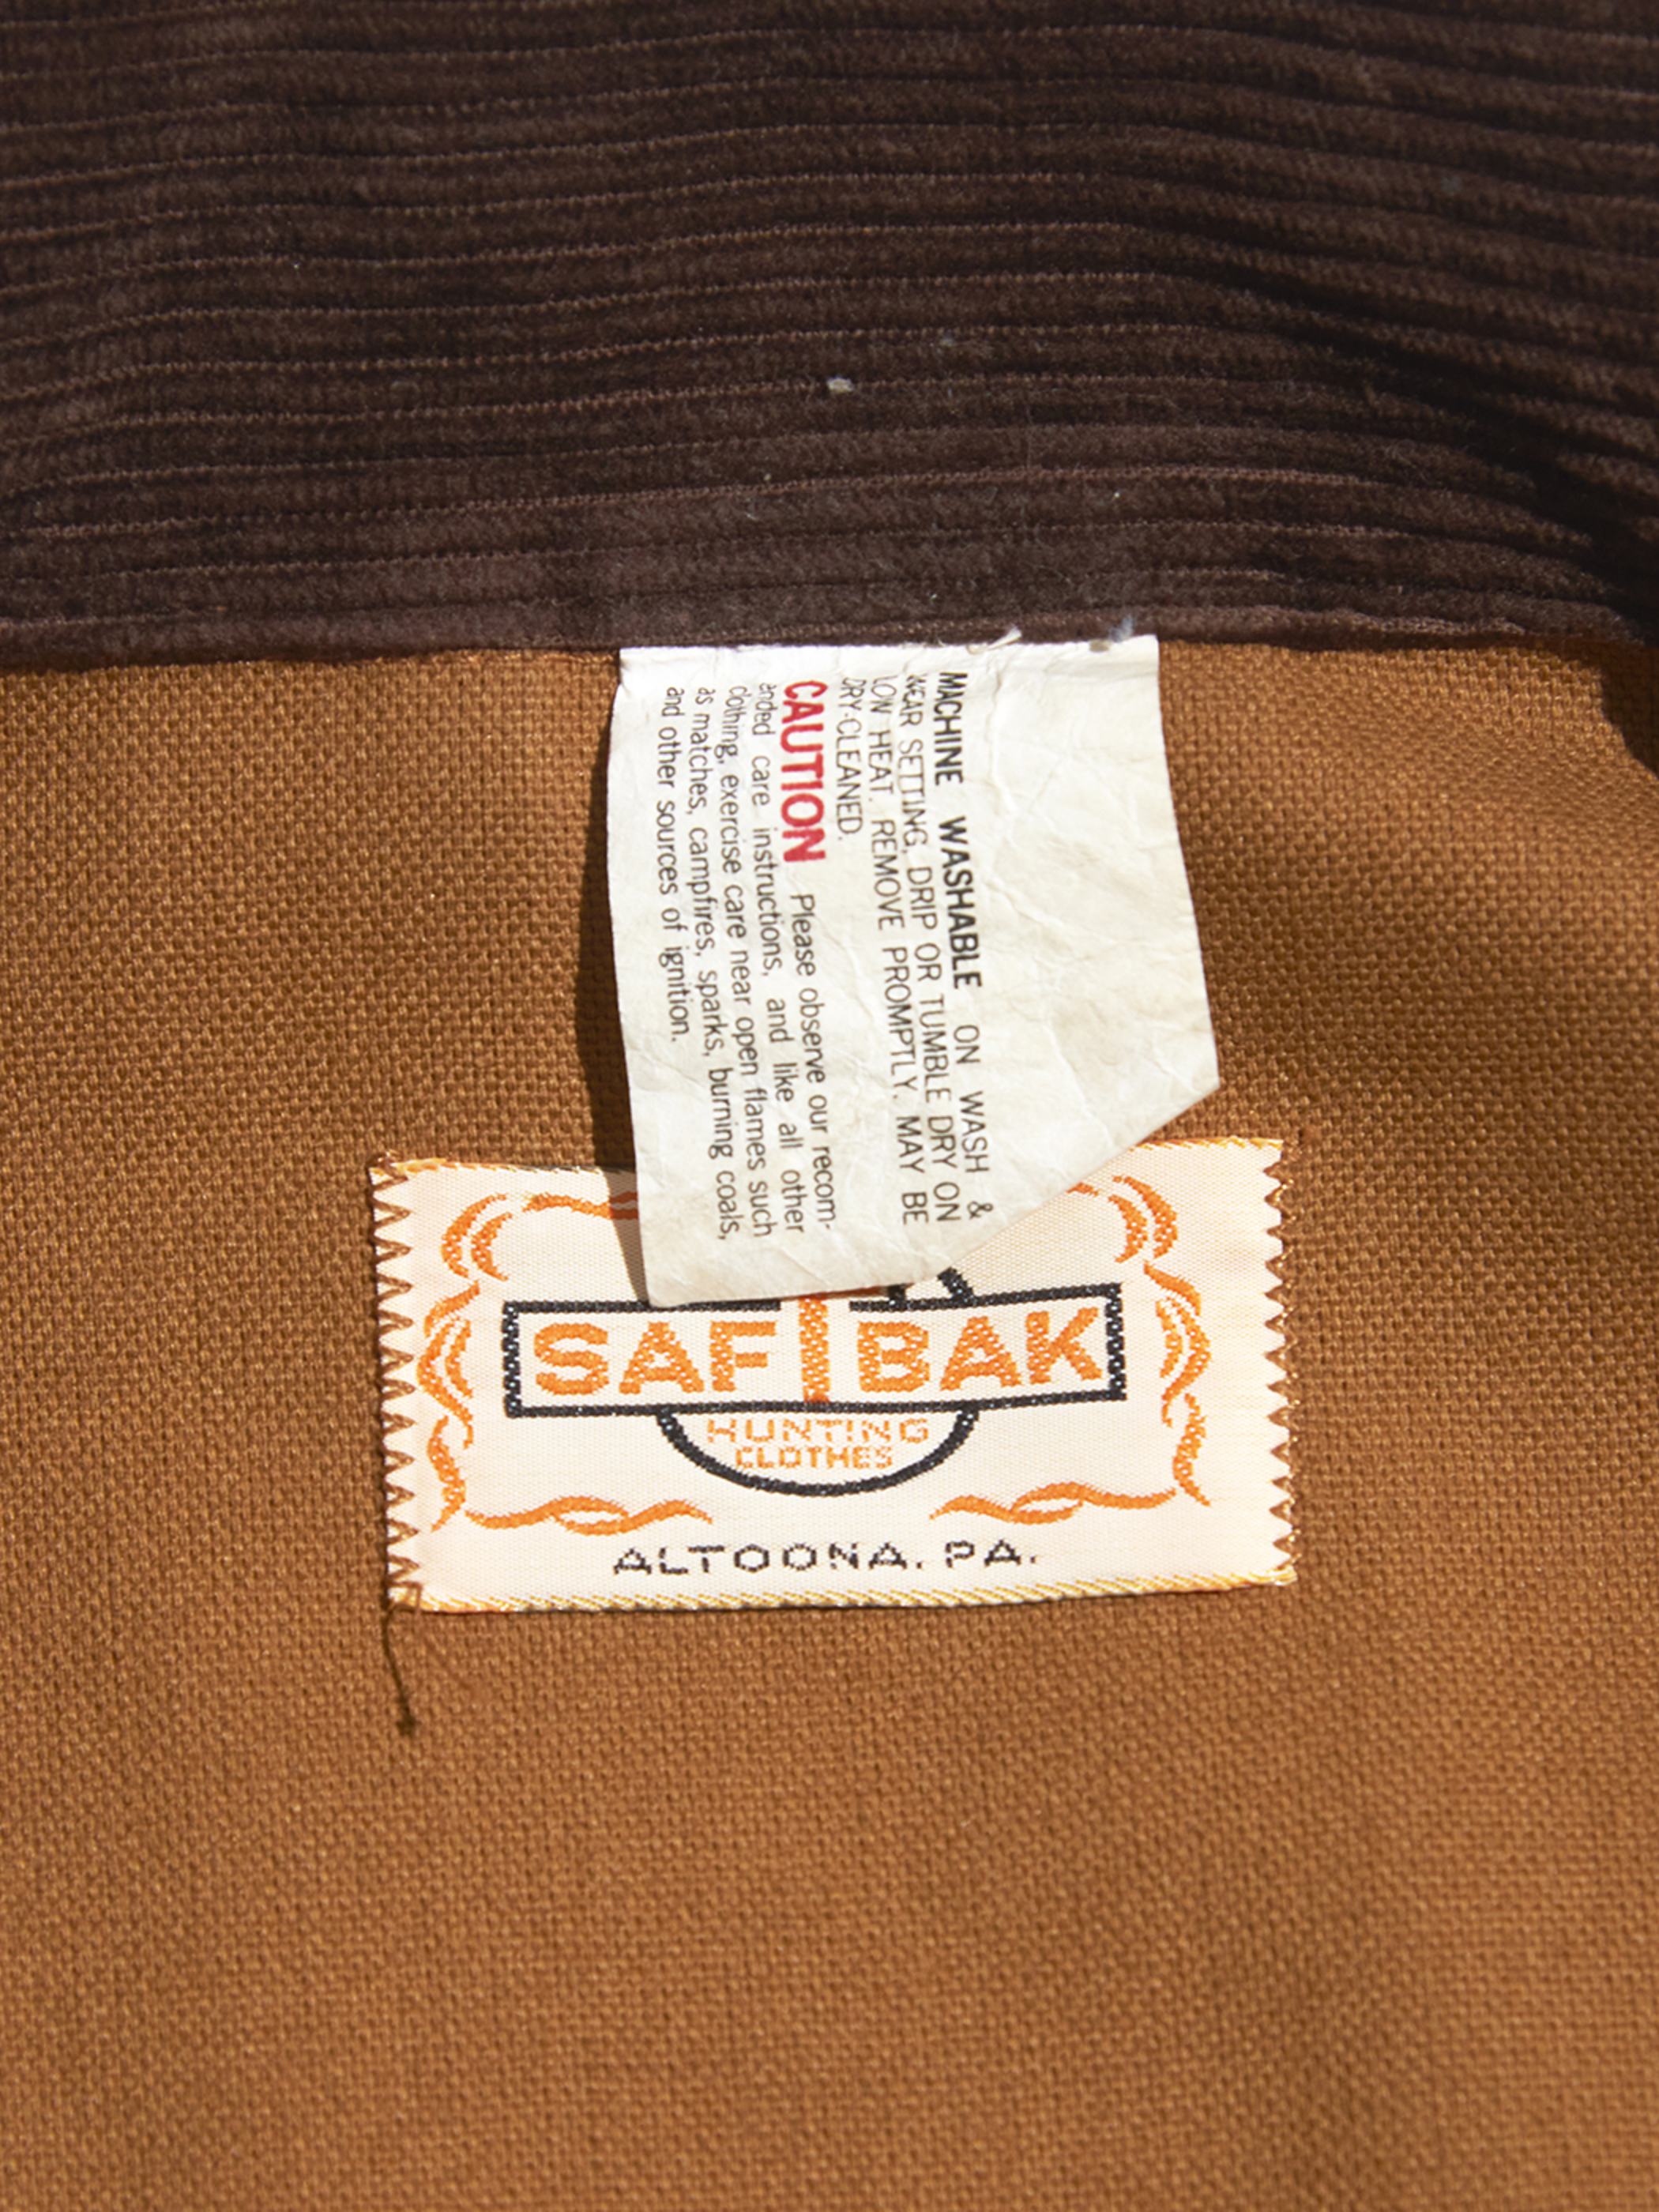 MACHINE WASHABLE ON WASH &
WEAR SETTING, DRIP OR TUMBLE DRY ON
LOW HEAT. REMOVE PROMPTLY. MAY BE
DRY-CLEANED.
CAUTION Please observe our recom-
ended care instructions, and like all other
clothing, exercise care near open flames such
as matches, campfires, sparks, burning coals,
and other sources of ignition.
SAFTBAK
HUNTING
CLOTHES
ALTOONA, PA.